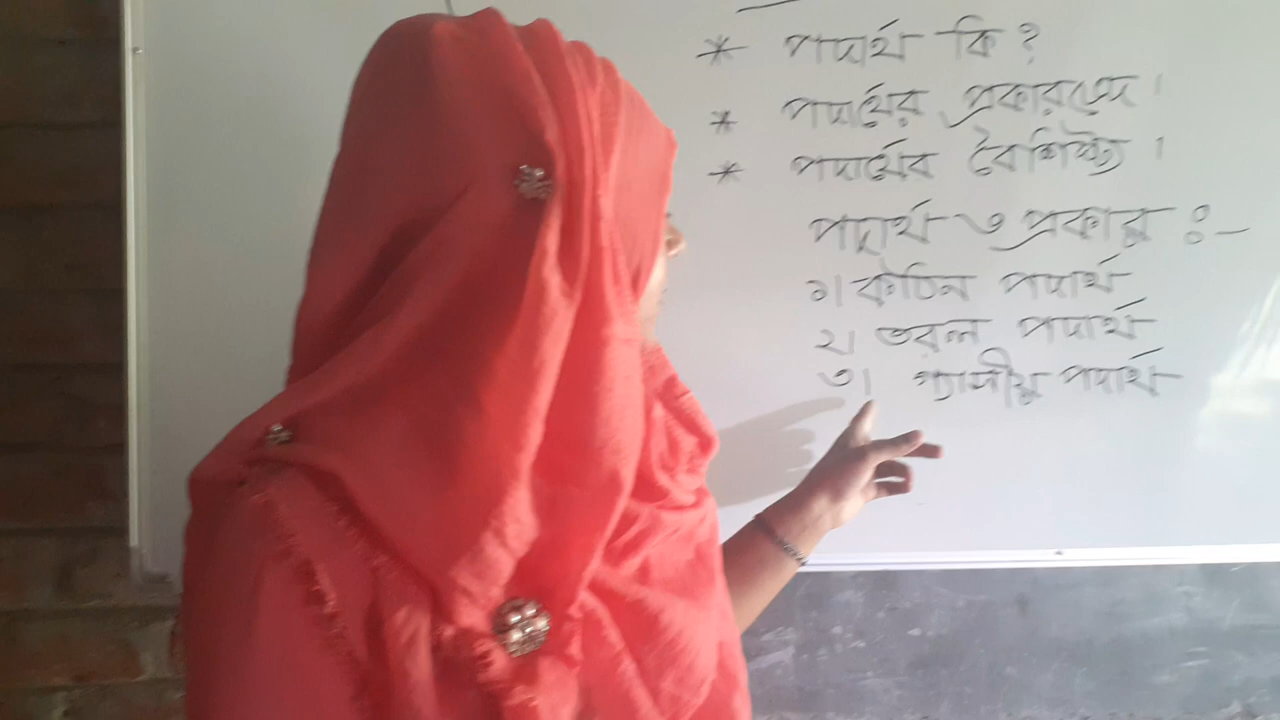 * পদার্থ কি ?
* পদার্থের প্রকারভেদ ।
* পদার্থের বৈশিষ্ট্য ।
পদার্থ ৩ প্রকার ঃ-
১। কঠিন পদার্থ
২। তরল পদার্থ
৩। গ্যাসীয় পদার্থ